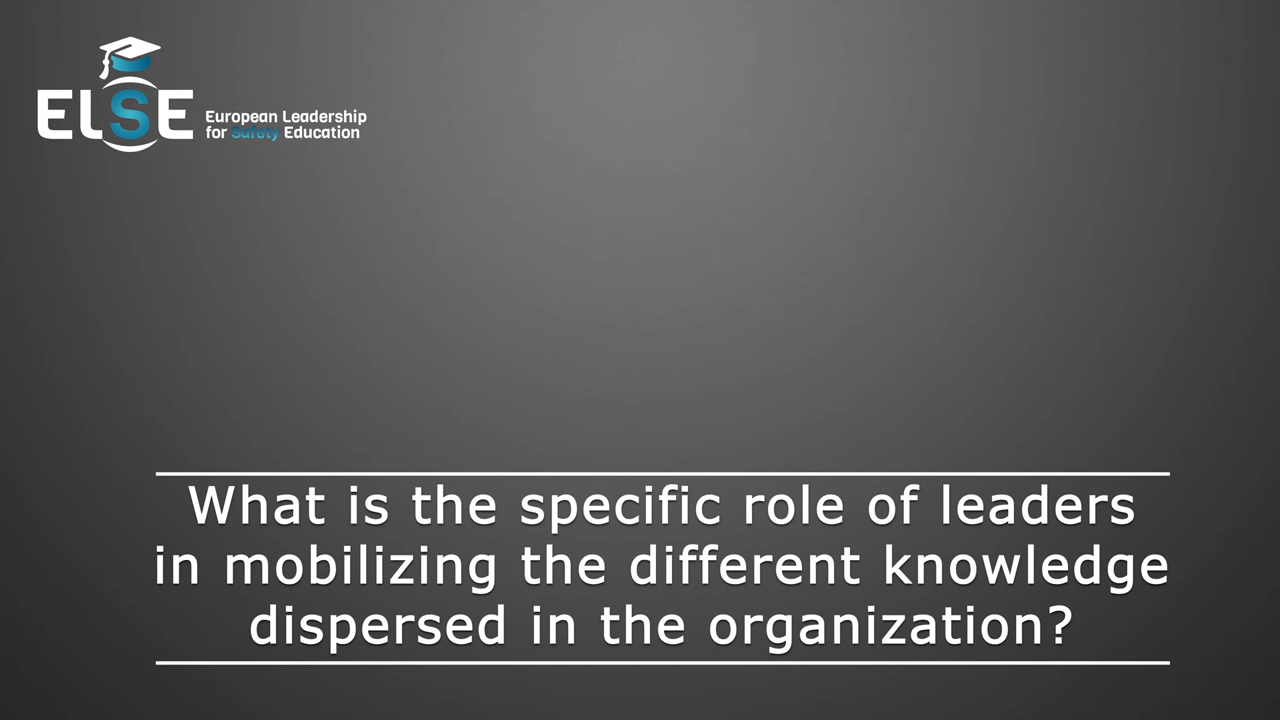 ELSE
European Leadership
for Safety Education
What is the specific role of leaders
in mobilizing the different knowledge
dispersed in the organization?